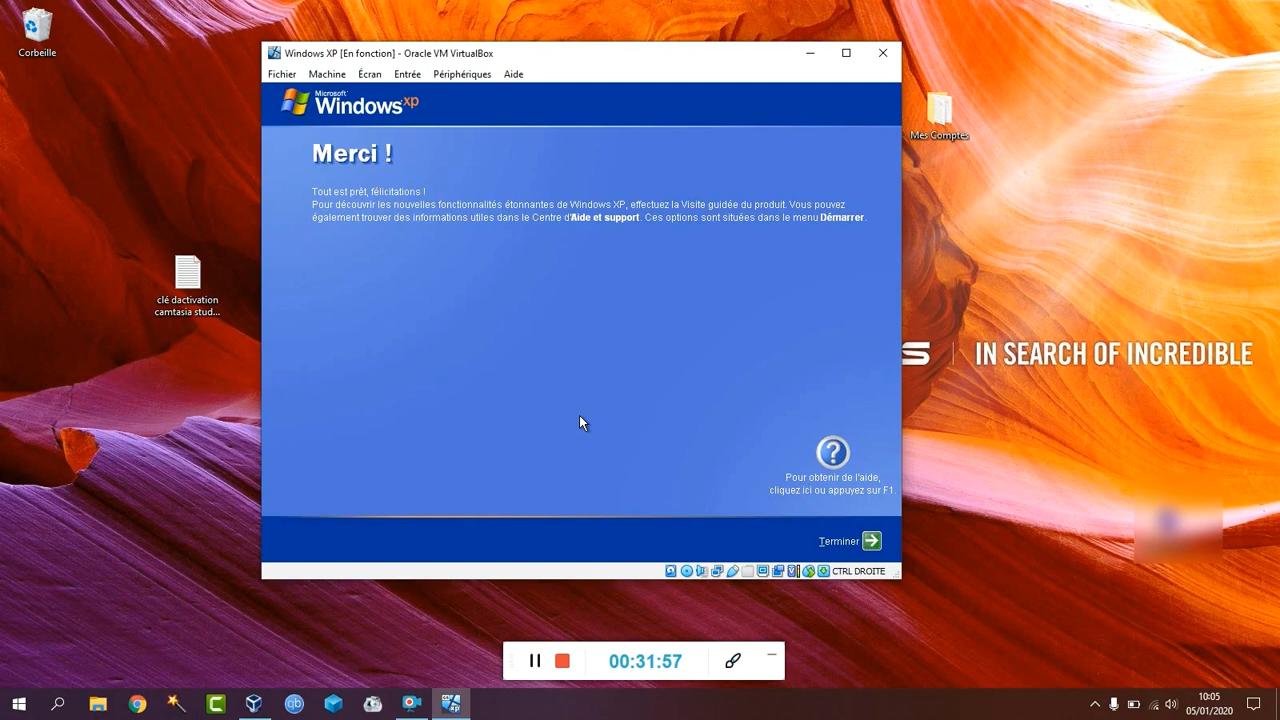 Corbeille
Windows XP [En fonction] - Oracle VM VirtualBox
Fichier Machine Écran Entrée Périphériques Aide
Microsoft
Windows xp
Mes Comptes
Merci !
Tout est prêt, félicitations !
Pour découvrir les nouvelles fonctionnalités étonnantes de Windows XP, effectuez la Visite guidée du produit. Vous pouvez
également trouver des informations utiles dans le Centre d'Aide et support. Ces options sont situées dans le menu Démarrer.
clé dactivation
camtasia stud...
IN SEARCH OF INCREDIBLE
Pour obtenir de l'aide,
cliquez ici ou appuyez sur F1.
Terminer
CTRL DROITE
00:31:57
10:05
05/01/2020